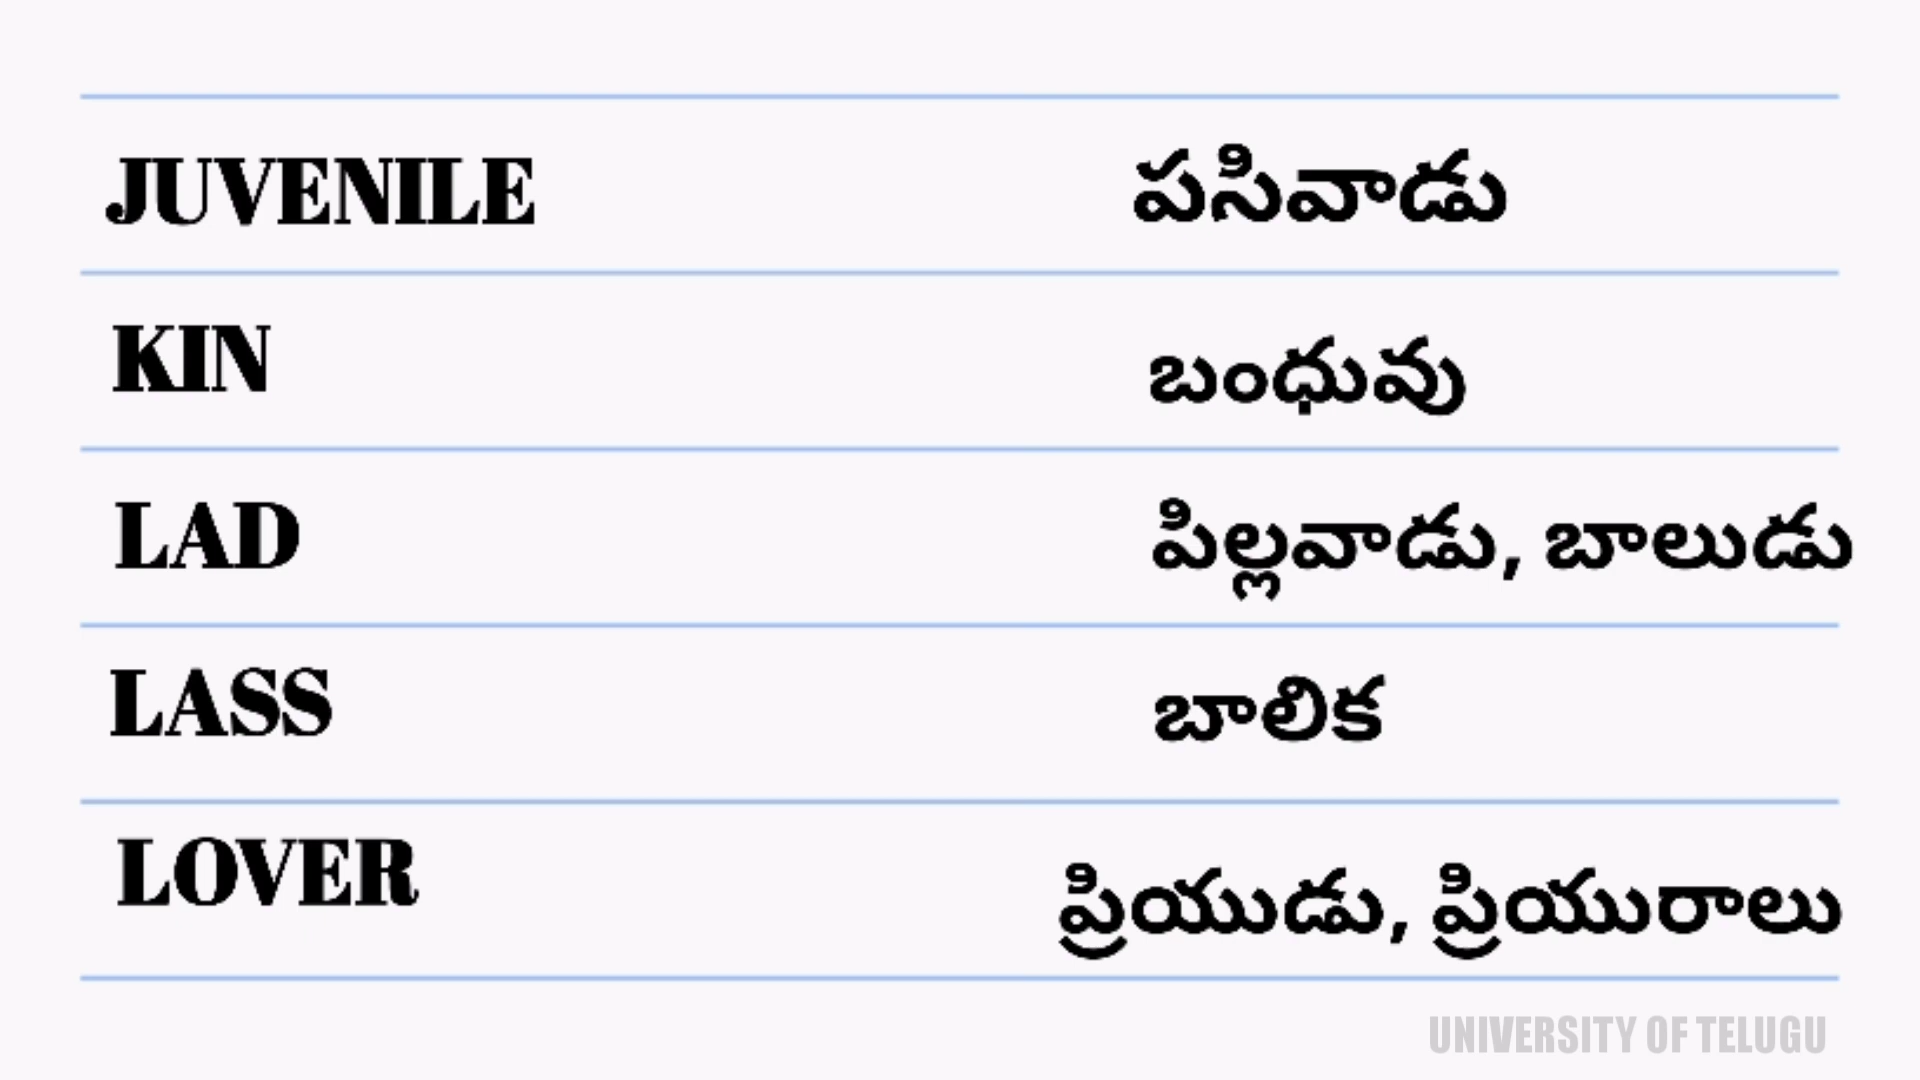 JUVENILE పసివాడు
KIN బంధువు
LAD పిల్లవాడు, బాలుడు
LASS బాలిక
LOVER ప్రియుడు, ప్రియురాలు
UNIVERSITY OF TELUGU